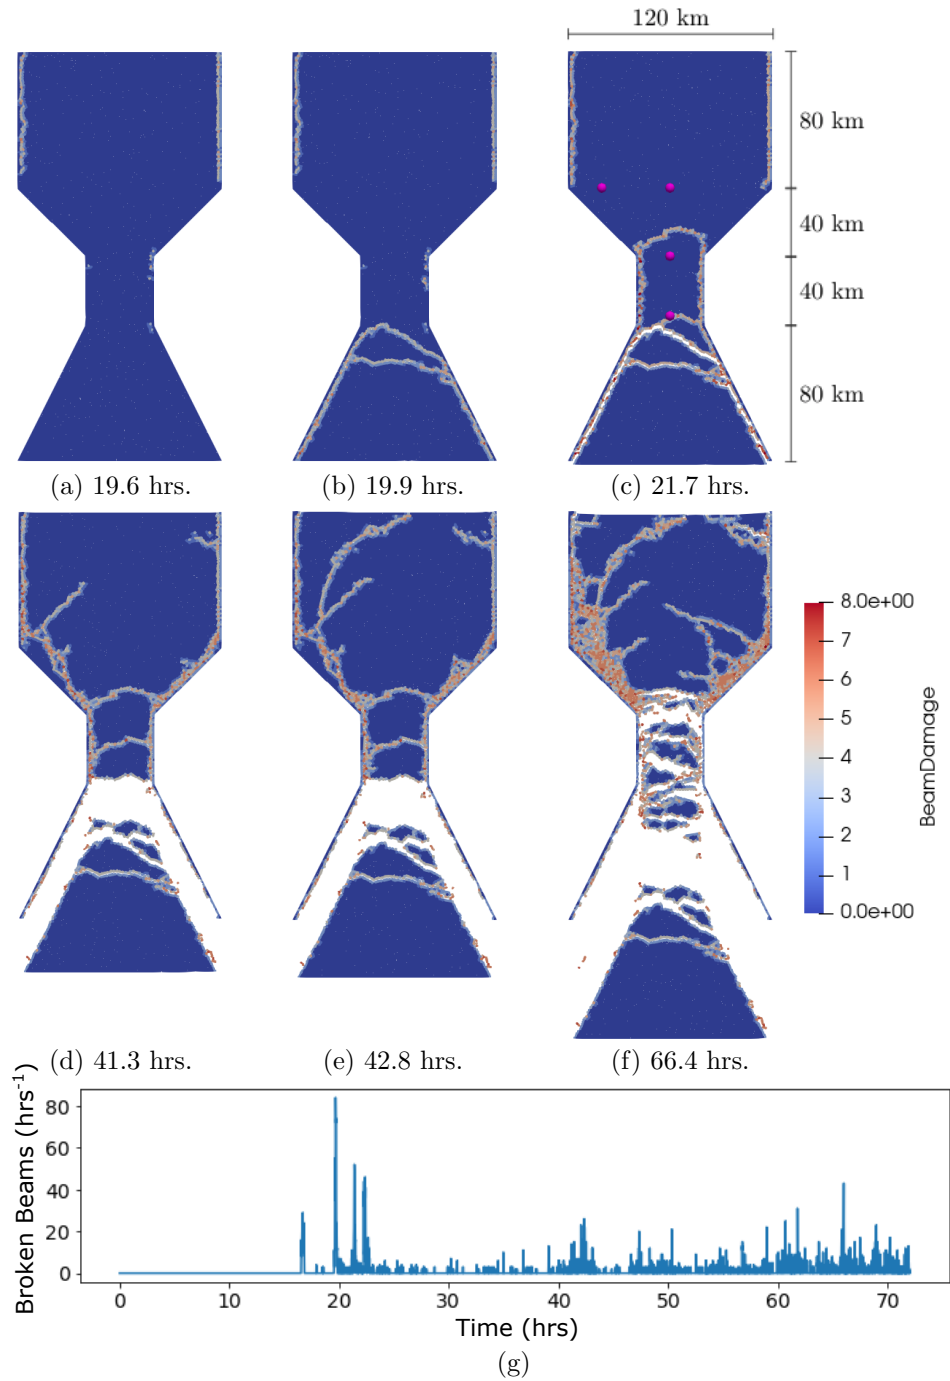 120 km
80 km
40 km
40 km
80 km
(a) 19.6 hrs.
(b) 19.9 hrs.
(c) 21.7 hrs.
8.0e+00
7
6
5
4
3
2
1
0.0e+00
BeamDamage
(d) 41.3 hrs.
(e) 42.8 hrs.
(f) 66.4 hrs.
Broken Beams (hrs⁻¹)
80
60
40
20
0
0 10 20 30 40 50 60 70
Time (hrs)
(g)